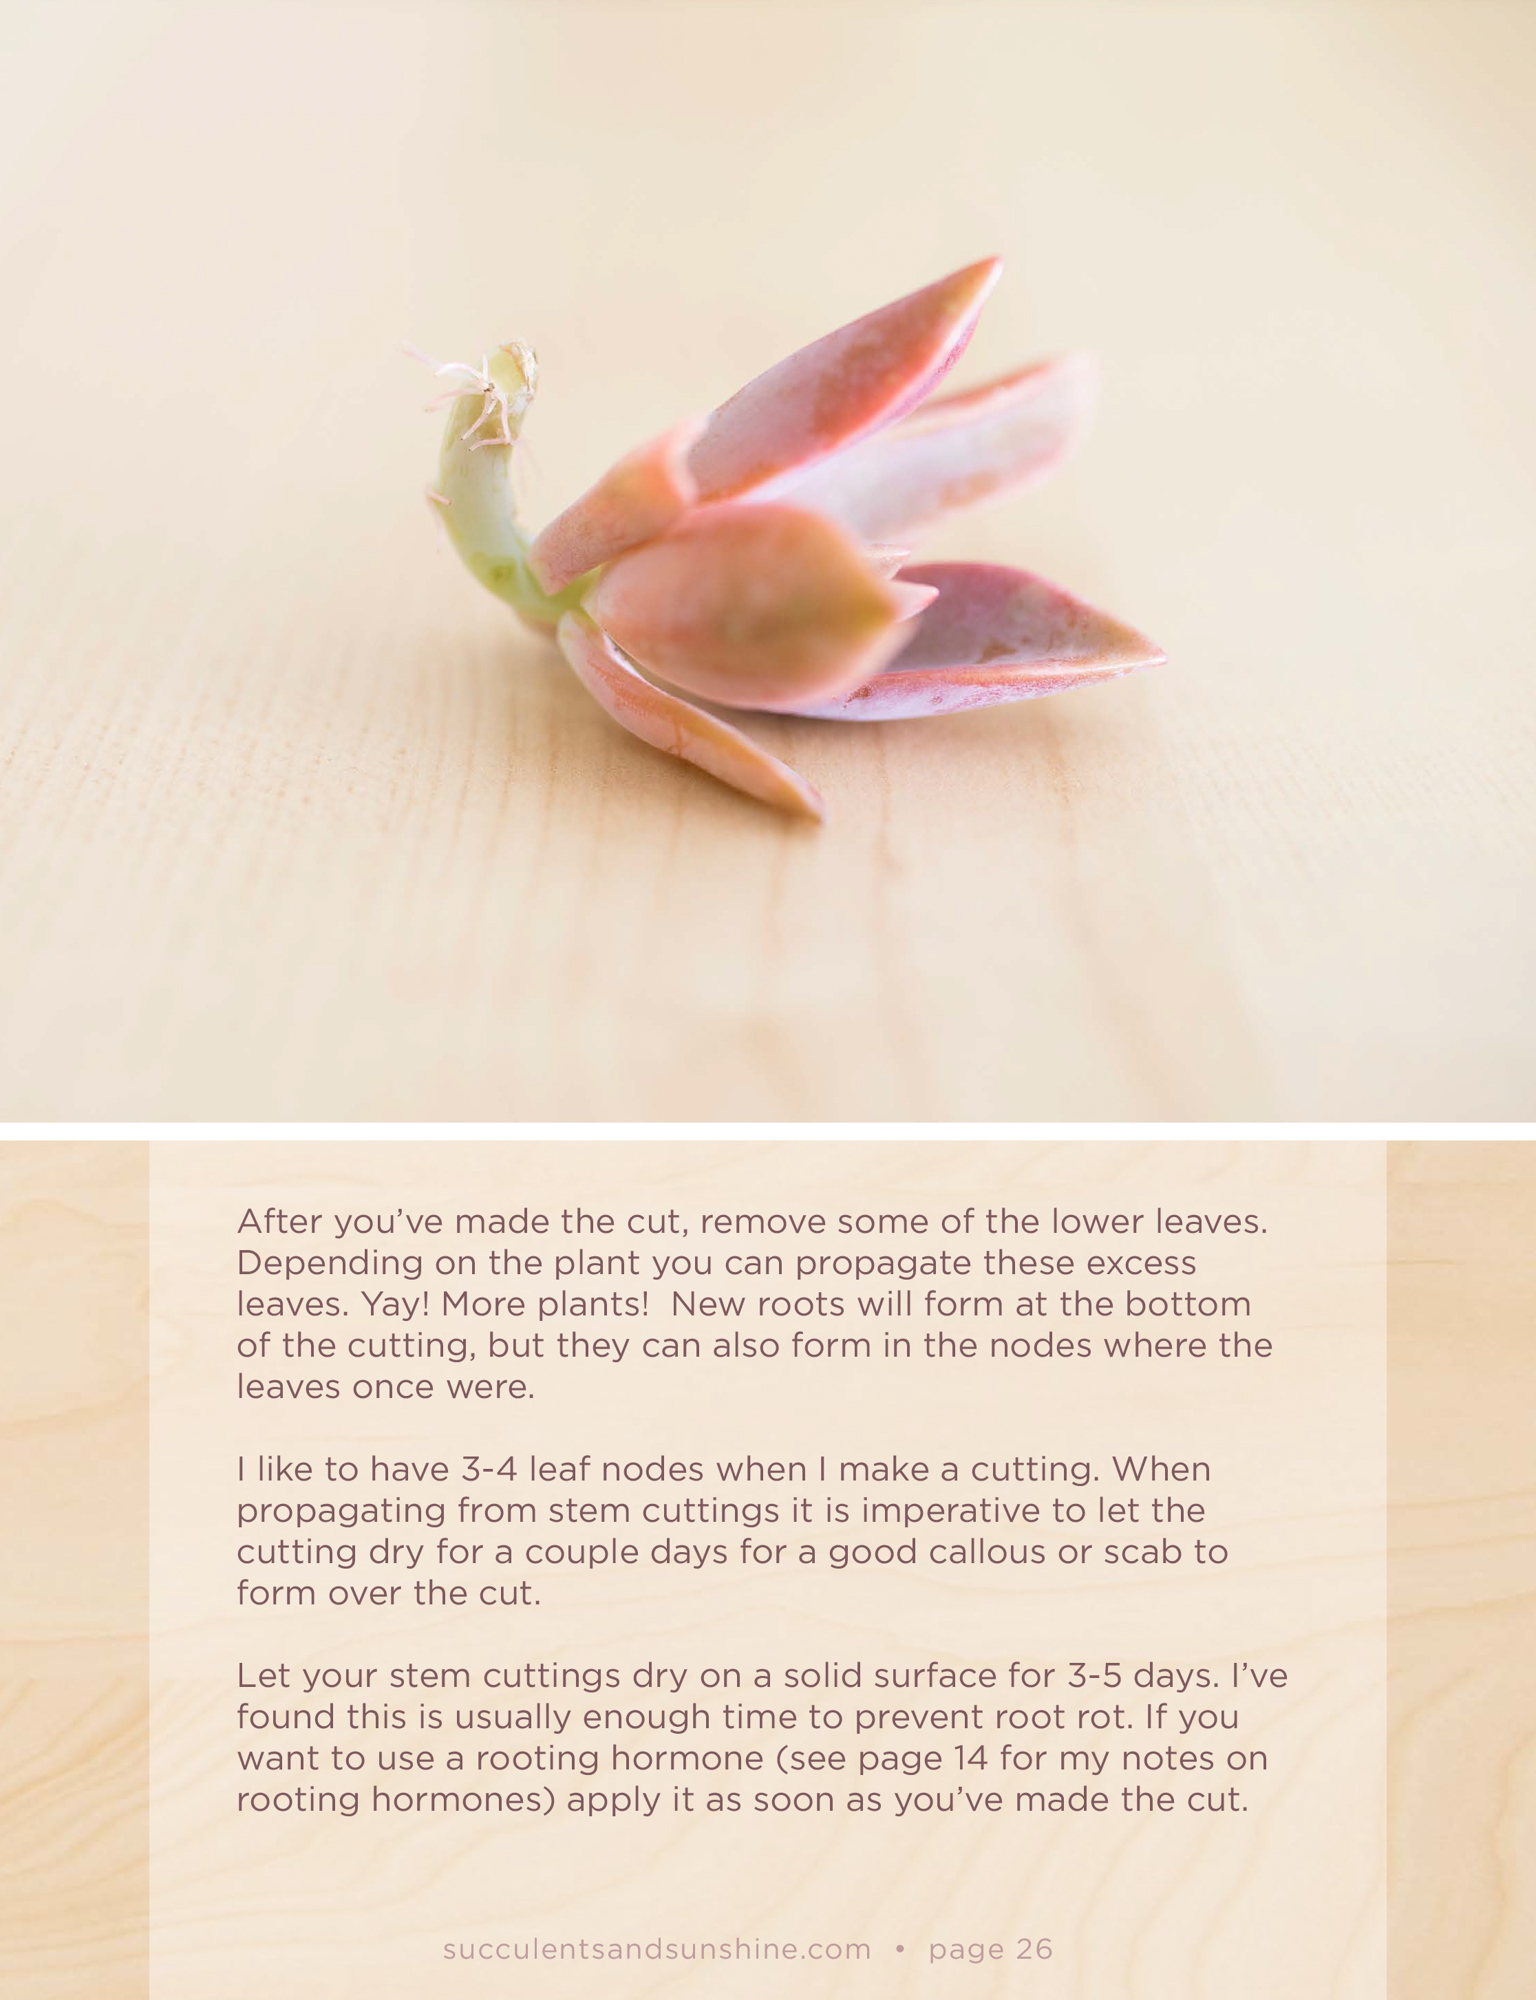 After you’ve made the cut, remove some of the lower leaves.
Depending on the plant you can propagate these excess
leaves. Yay! More plants!  New roots will form at the bottom
of the cutting, but they can also form in the nodes where the
leaves once were.
I like to have 3-4 leaf nodes when I make a cutting. When
propagating from stem cuttings it is imperative to let the
cutting dry for a couple days for a good callous or scab to
form over the cut.
Let your stem cuttings dry on a solid surface for 3-5 days. I’ve
found this is usually enough time to prevent root rot. If you
want to use a rooting hormone (see page 14 for my notes on
rooting hormones) apply it as soon as you’ve made the cut.
succulentsandsunshine.com • page 26